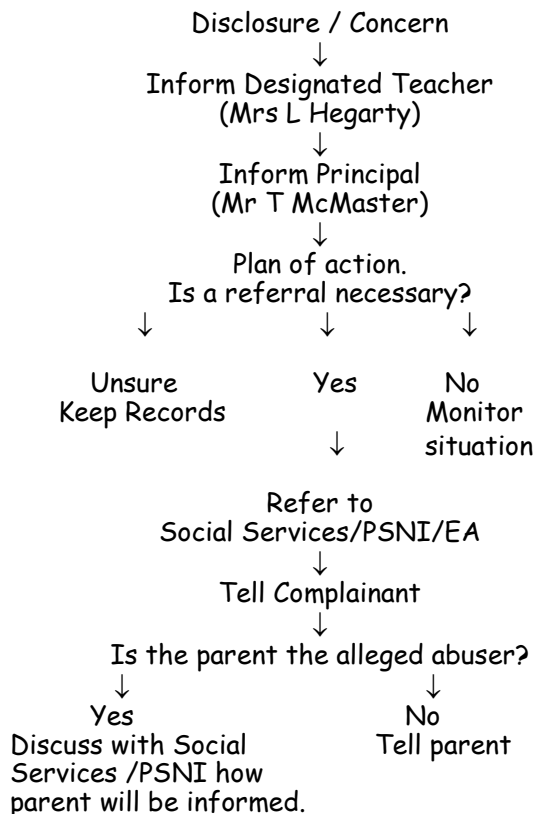 Disclosure / Concern
↓
Inform Designated Teacher
(Mrs L Hegarty)
↓
Inform Principal
(Mr T McMaster)
↓
Plan of action.
Is a referral necessary?
↓ ↓ ↓
Unsure Yes No
Keep Records Monitor
↓ situation
Refer to
Social Services/PSNI/EA
↓
Tell Complainant
↓
Is the parent the alleged abuser?
↓ ↓
Yes No
Discuss with Social Tell parent
Services /PSNI how
parent will be informed.